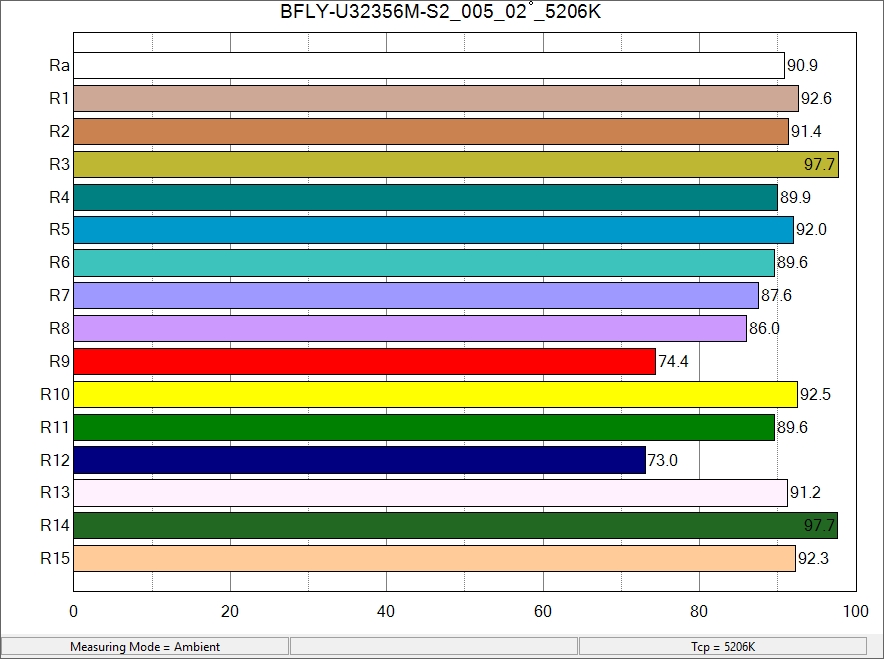 BFLY-U32356M-S2_005_02°_5206K
Ra 90.9
R1 92.6
R2 91.4
R3 97.7
R4 89.9
R5 92.0
R6 89.6
R7 87.6
R8 86.0
R9 74.4
R10 92.5
R11 89.6
R12 73.0
R13 91.2
R14 97.7
R15 92.3
0 20 40 60 80 100
Measuring Mode = Ambient Tcp = 5206K